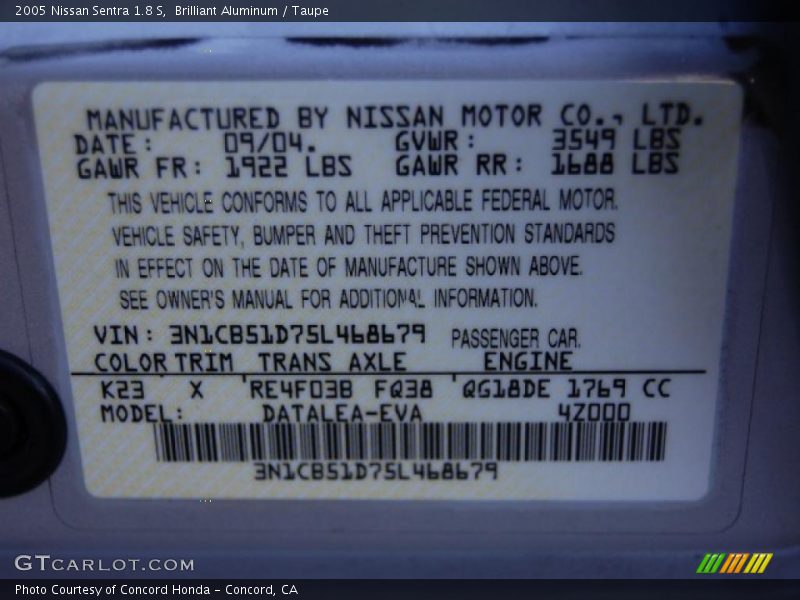 2005 Nissan Sentra 1.8 S, Brilliant Aluminum / Taupe
MANUFACTURED BY NISSAN MOTOR CO., LTD.
DATE: 09/04. GVWR: 3549 LBS
GAWR FR: 1922 LBS GAWR RR: 1688 LBS
THIS VEHICLE CONFORMS TO ALL APPLICABLE FEDERAL MOTOR.
VEHICLE SAFETY, BUMPER AND THEFT PREVENTION STANDARDS
IN EFFECT ON THE DATE OF MANUFACTURE SHOWN ABOVE.
SEE OWNER'S MANUAL FOR ADDITIONAL INFORMATION.
VIN: 3N1CB51D75L468679 PASSENGER CAR.
COLOR TRIM TRANS AXLE ENGINE
K23 X 'RE4F03B FQ38 'QG18DE 1769 CC
MODEL: DATALEA-EVA 4Z000
3N1CB51D75L468679
GTCARLOT.COM
Photo Courtesy of Concord Honda - Concord, CA